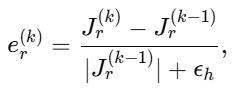 e_r^{(k)} = \frac{J_r^{(k)} - J_r^{(k-1)}}{|J_r^{(k-1)}| + \epsilon_h},